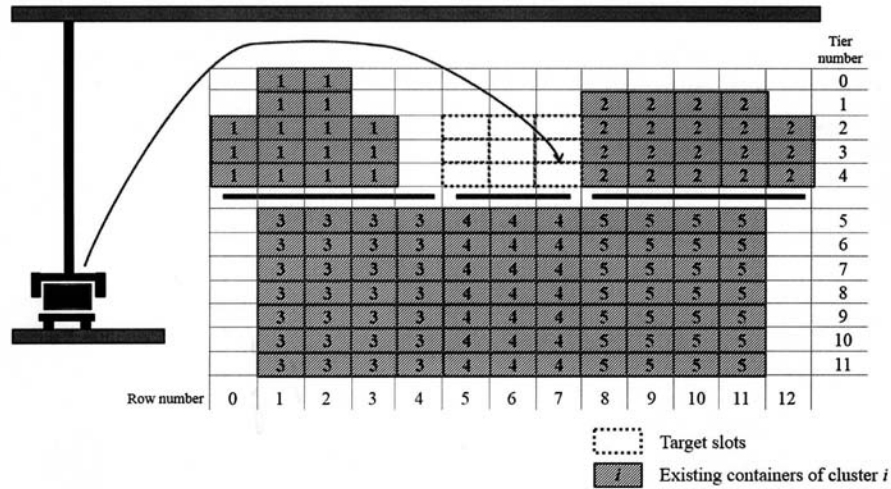 Tier
number
1 1 0
1 1 2 2 2 2 1
1 1 1 1 2 2 2 2 2 2
1 1 1 1 2 2 2 2 2 3
1 1 1 1 2 2 2 2 2 4
3 3 3 3 4 4 4 5 5 5 5 5
3 3 3 3 4 4 4 5 5 5 5 6
3 3 3 3 4 4 4 5 5 5 5 7
3 3 3 3 4 4 4 5 5 5 5 8
3 3 3 3 4 4 4 5 5 5 5 9
3 3 3 3 4 4 4 5 5 5 5 10
3 3 3 3 4 4 4 5 5 5 5 11
Row number 0 1 2 3 4 5 6 7 8 9 10 11 12
Target slots
i Existing containers of cluster i